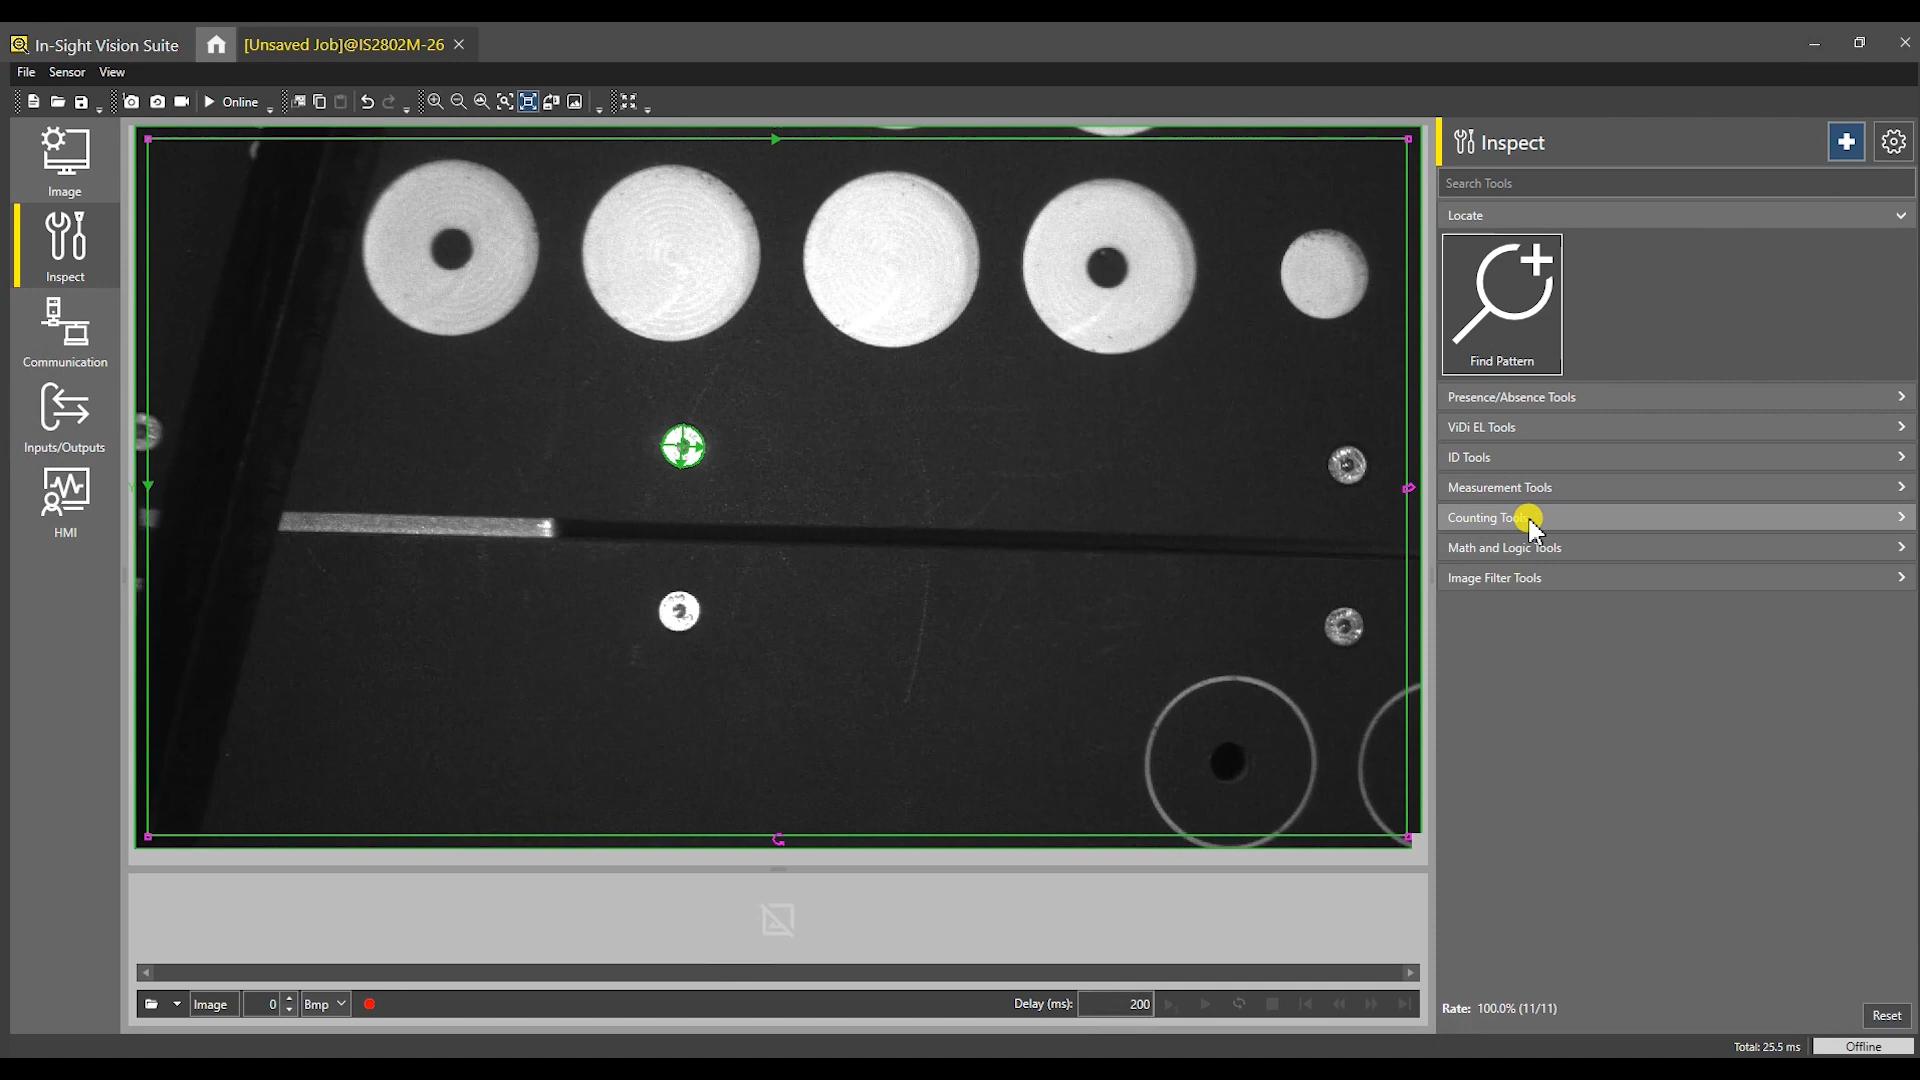 In-Sight Vision Suite
[Unsaved Job]@IS2802M-26
File Sensor View
Online
Image
Inspect
Communication
Inputs/Outputs
HMI
Inspect
Search Tools
Locate
Find Pattern
Presence/Absence Tools
ViDi EL Tools
ID Tools
Measurement Tools
Counting Tools
Math and Logic Tools
Image Filter Tools
Image 0 Bmp Delay (ms): 200
Rate: 100.0% (11/11)
Reset
Total: 25.5 ms Offline